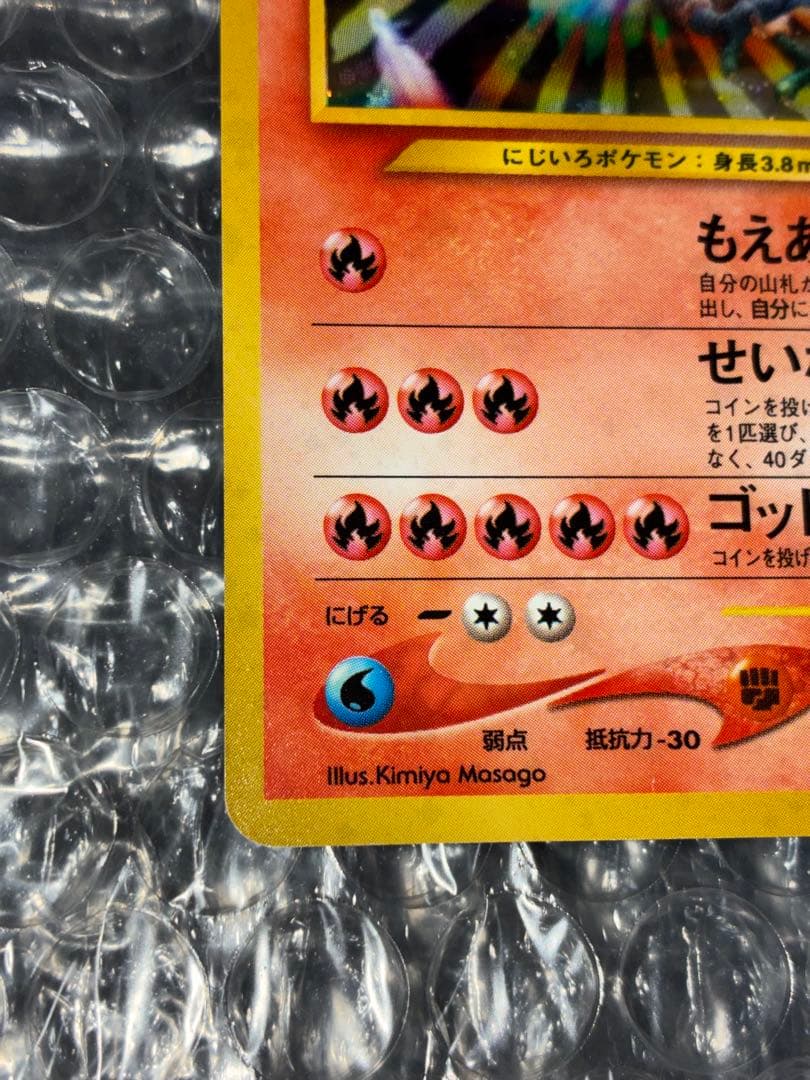 にじいろポケモン：身長3.8m
もえあ
自分の山札か
出し、自分に
せいか
コインを投げ
を1匹選び、
なく、40ダ
ゴッド
コインを投げ
にげる
弱点 抵抗力-30
Illus.Kimiya Masago